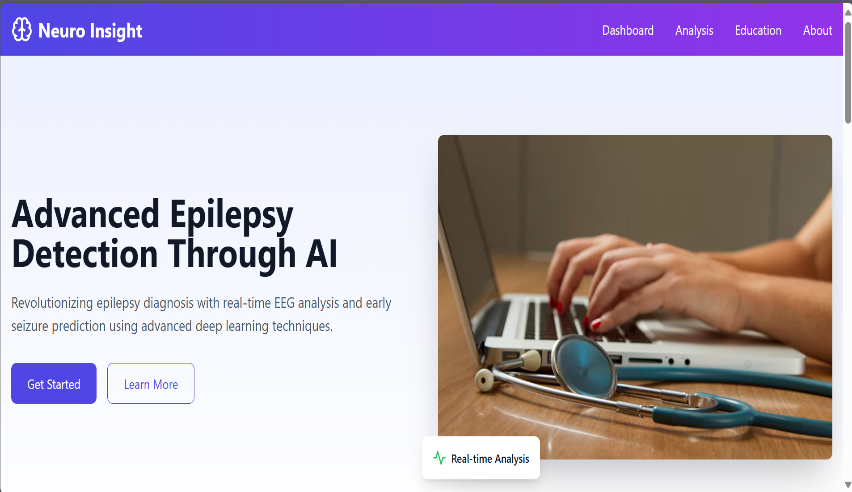 Neuro Insight
Dashboard Analysis Education About
Advanced Epilepsy
Detection Through AI
Revolutionizing epilepsy diagnosis with real-time EEG analysis and early
seizure prediction using advanced deep learning techniques.
Get Started Learn More
Real-time Analysis